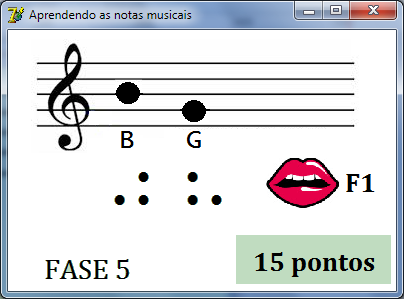 Aprendendo as notas musicais
B G
F1
FASE 5
15 pontos